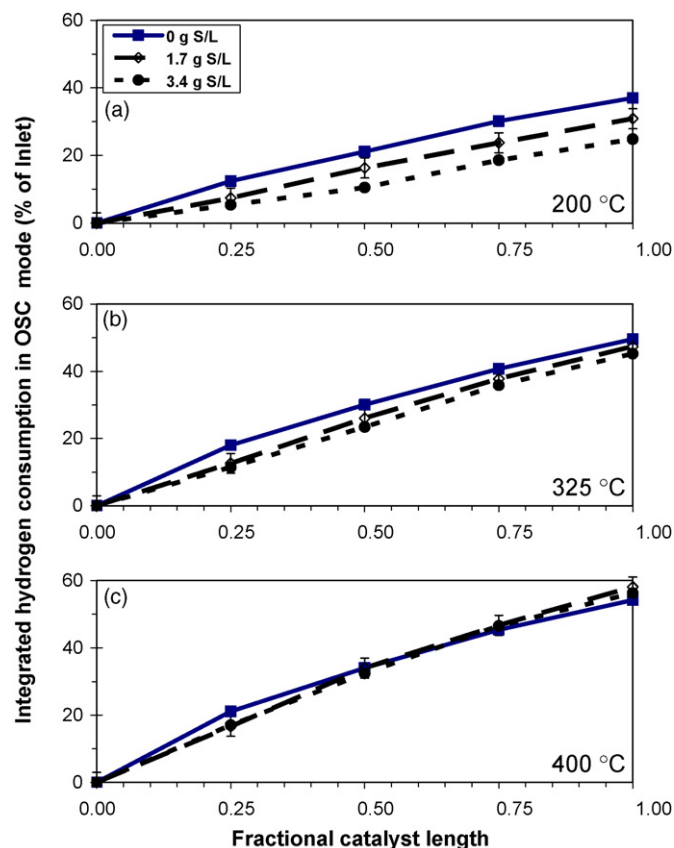 Integrated hydrogen consumption in OSC mode (% of Inlet)
60
40
20
0
0 g S/L
1.7 g S/L
3.4 g S/L
(a)
200 °C
0.00 0.25 0.50 0.75 1.00
60
40
20
0
(b)
325 °C
0.00 0.25 0.50 0.75 1.00
60
40
20
0
(c)
400 °C
0.00 0.25 0.50 0.75 1.00
Fractional catalyst length